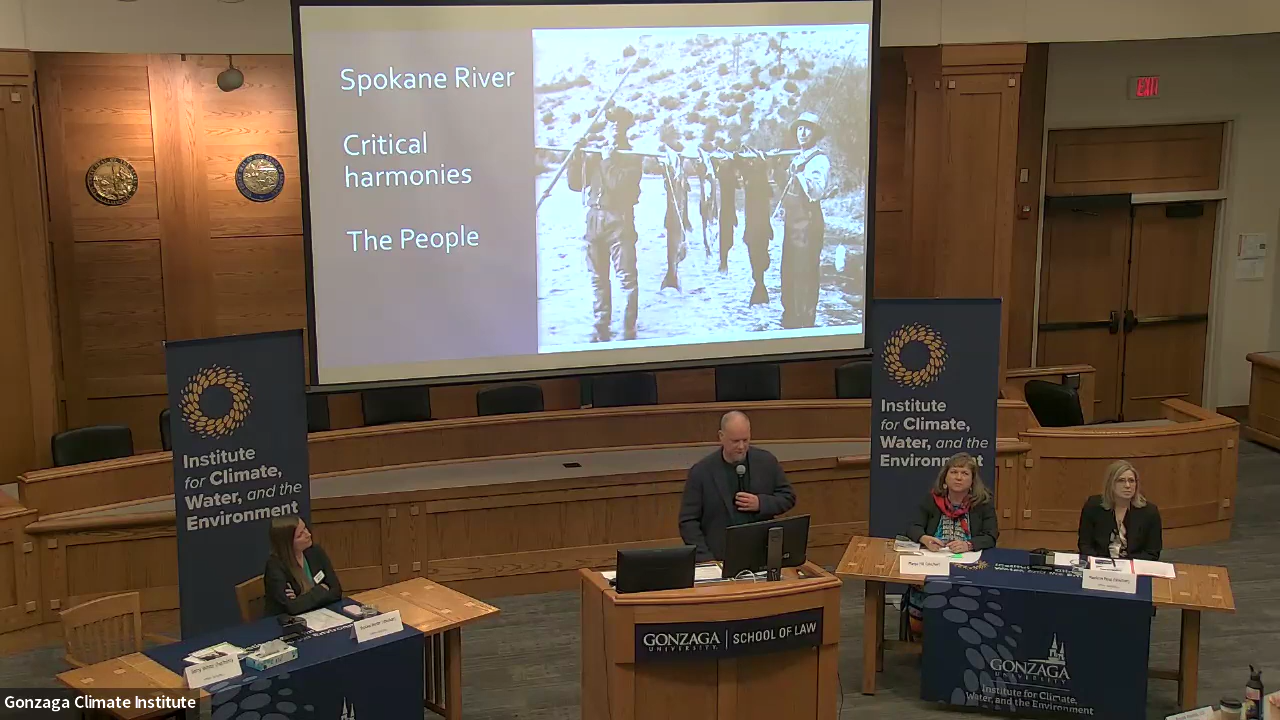 Spokane River
Critical
harmonies
The People
EXIT
Institute
for Climate,
Water, and the
Environment
Institute
for Climate,
Water, and the
Environment
GONZAGA
UNIVERSITY
SCHOOL OF LAW
GONZAGA
UNIVERSITY
Institute for Climate,
Water, and the Environment
Gonzaga Climate Institute